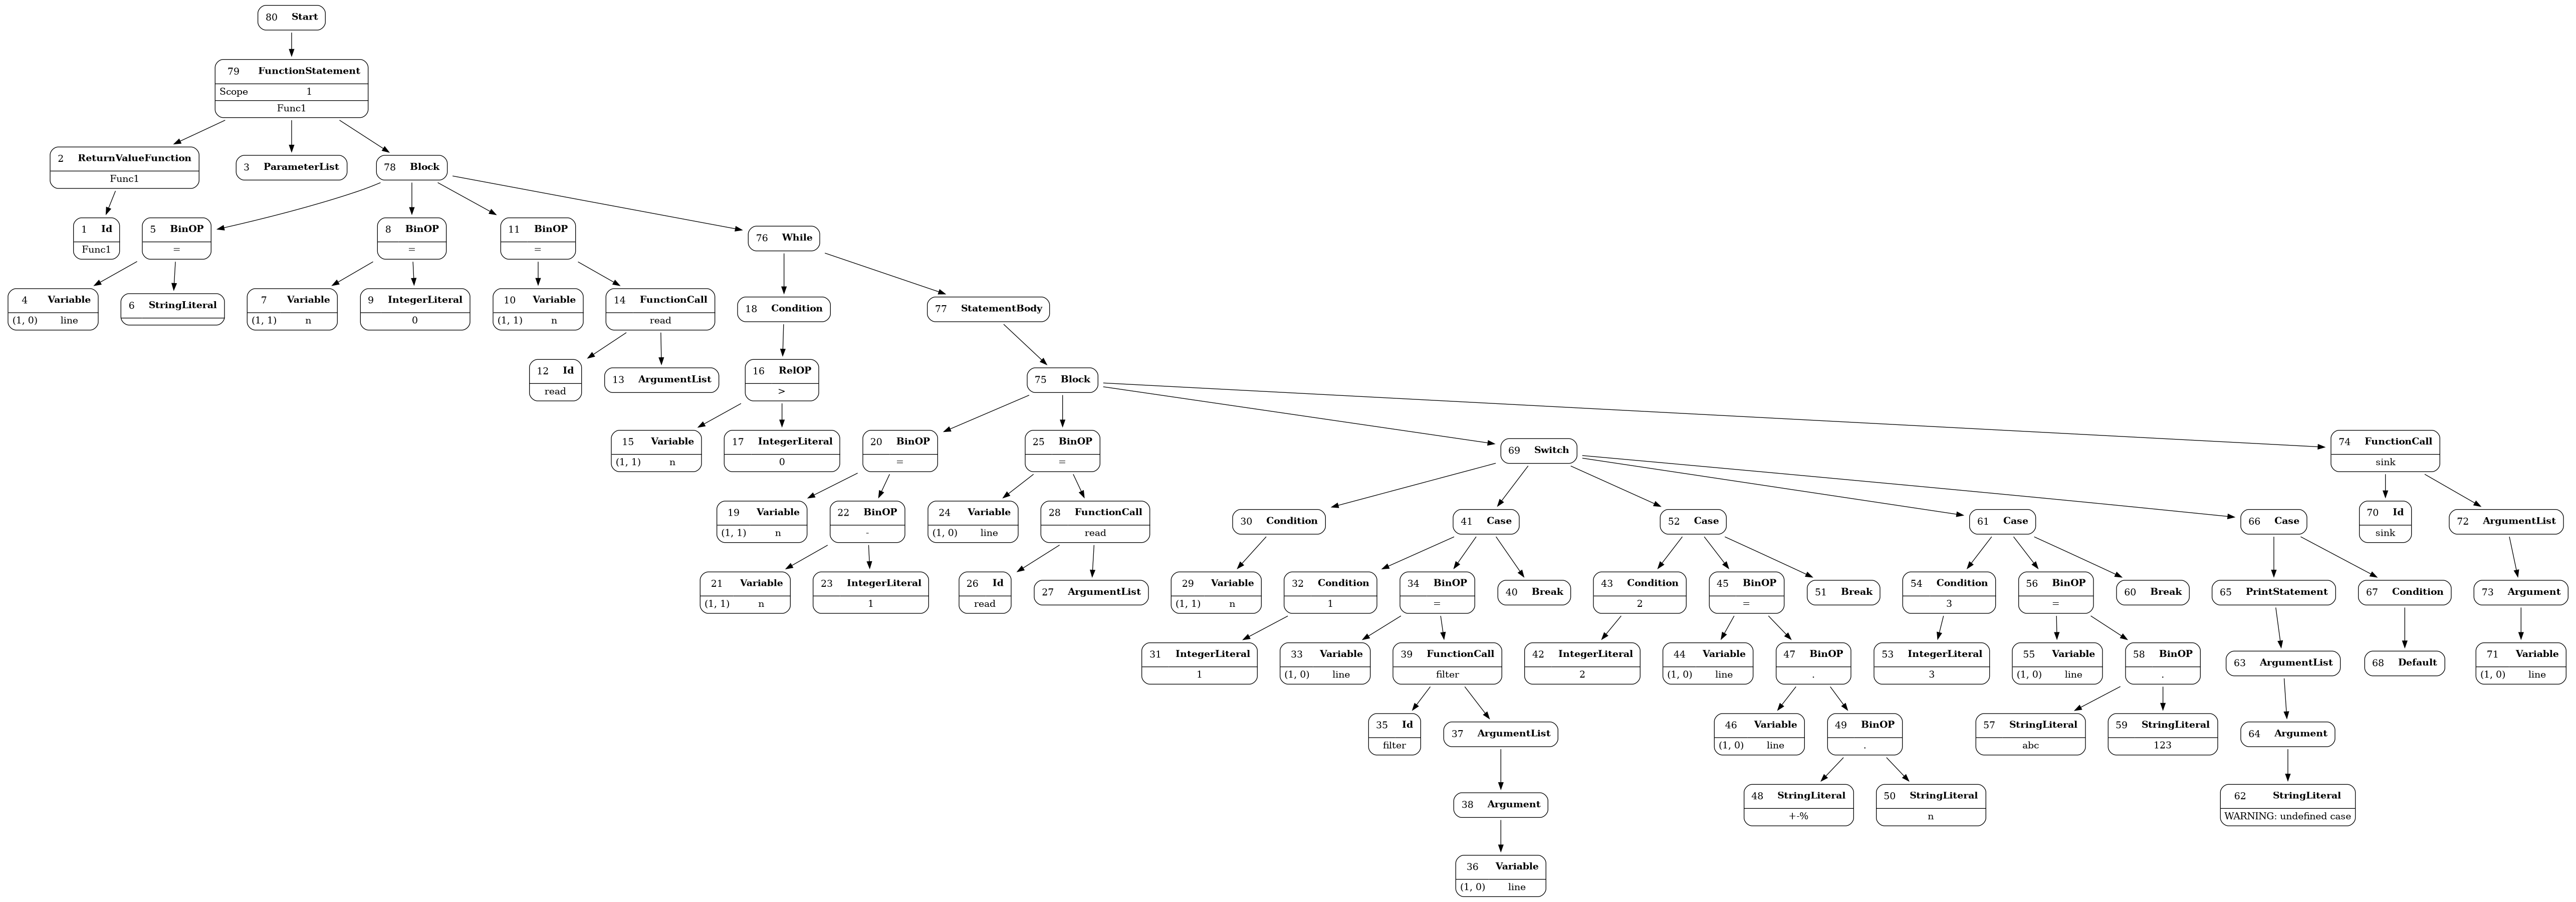 80 Start
79 FunctionStatement
Scope 1
Func1
2 ReturnValueFunction
Func1
3 ParameterList
78 Block
1 Id
Func1
5 BinOP
=
8 BinOP
=
11 BinOP
=
76 While
4 Variable
(1, 0) line
6 StringLiteral
7 Variable
(1, 1) n
9 IntegerLiteral
0
10 Variable
(1, 1) n
14 FunctionCall
read
18 Condition
77 StatementBody
12 Id
read
13 ArgumentList
16 RelOP
>
75 Block
15 Variable
(1, 1) n
17 IntegerLiteral
0
20 BinOP
=
25 BinOP
=
69 Switch
74 FunctionCall
sink
19 Variable
(1, 1) n
22 BinOP
-
24 Variable
(1, 0) line
28 FunctionCall
read
30 Condition
41 Case
52 Case
61 Case
66 Case
70 Id
sink
72 ArgumentList
21 Variable
(1, 1) n
23 IntegerLiteral
1
26 Id
read
27 ArgumentList
29 Variable
(1, 1) n
32 Condition
1
34 BinOP
=
40 Break
43 Condition
2
45 BinOP
=
51 Break
54 Condition
3
56 BinOP
=
60 Break
65 PrintStatement
67 Condition
73 Argument
31 IntegerLiteral
1
33 Variable
(1, 0) line
39 FunctionCall
filter
42 IntegerLiteral
2
44 Variable
(1, 0) line
47 BinOP
.
53 IntegerLiteral
3
55 Variable
(1, 0) line
58 BinOP
.
63 ArgumentList
68 Default
71 Variable
(1, 0) line
35 Id
filter
37 ArgumentList
46 Variable
(1, 0) line
49 BinOP
.
57 StringLiteral
abc
59 StringLiteral
123
64 Argument
38 Argument
48 StringLiteral
+-%
50 StringLiteral
n
62 StringLiteral
WARNING: undefined case
36 Variable
(1, 0) line